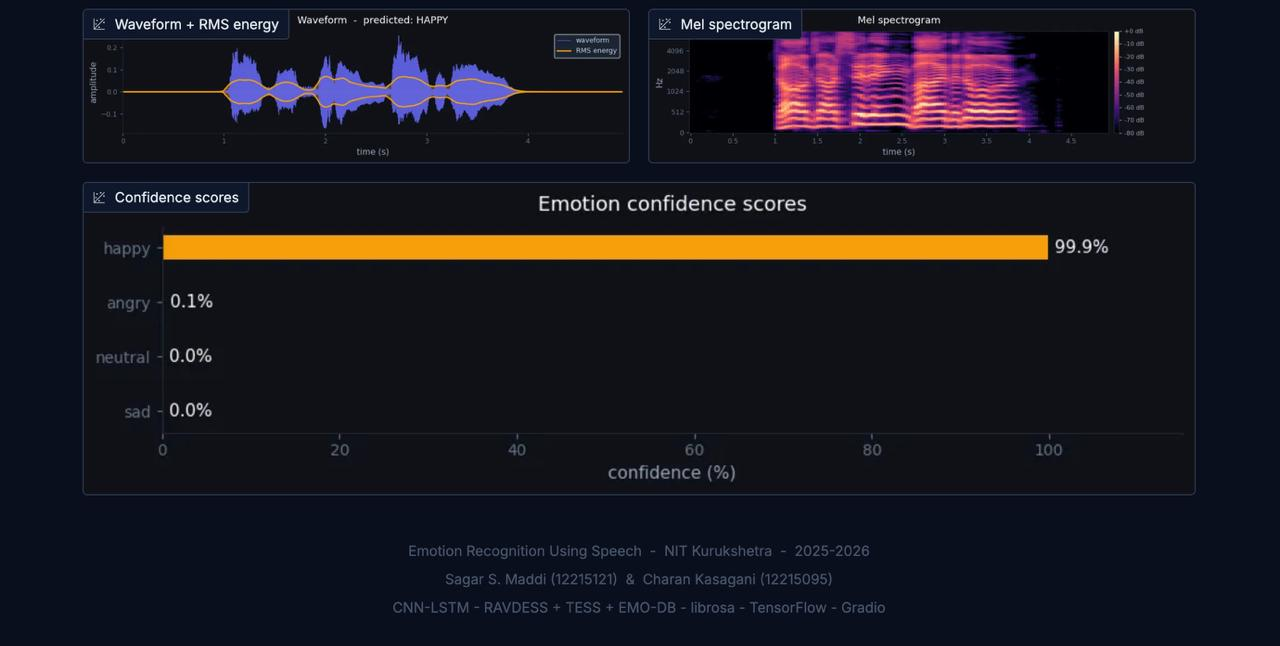 Waveform + RMS energy
Waveform - predicted: HAPPY
waveform
RMS energy
0.2
0.1
0.0
−0.1
amplitude
0 1 2 3 4
time (s)
Mel spectrogram
Mel spectrogram
4096
2048
1024
512
0
Hz
0 0.5 1 1.5 2 2.5 3 3.5 4 4.5
time (s)
+0 dB
-10 dB
-20 dB
-30 dB
-40 dB
-50 dB
-60 dB
-70 dB
-80 dB
Confidence scores
Emotion confidence scores
happy 99.9%
angry 0.1%
neutral 0.0%
sad 0.0%
0 20 40 60 80 100
confidence (%)
Emotion Recognition Using Speech - NIT Kurukshetra - 2025-2026
Sagar S. Maddi (12215121) & Charan Kasagani (12215095)
CNN-LSTM - RAVDESS + TESS + EMO-DB - librosa - TensorFlow - Gradio